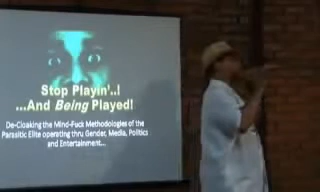 Stop Playin'..!
...And Being Played!
De-Cloaking the Mind-Fuck Methodologies of the
Parasitic Elite operating thru Gender, Media, Politics
and Entertainment...